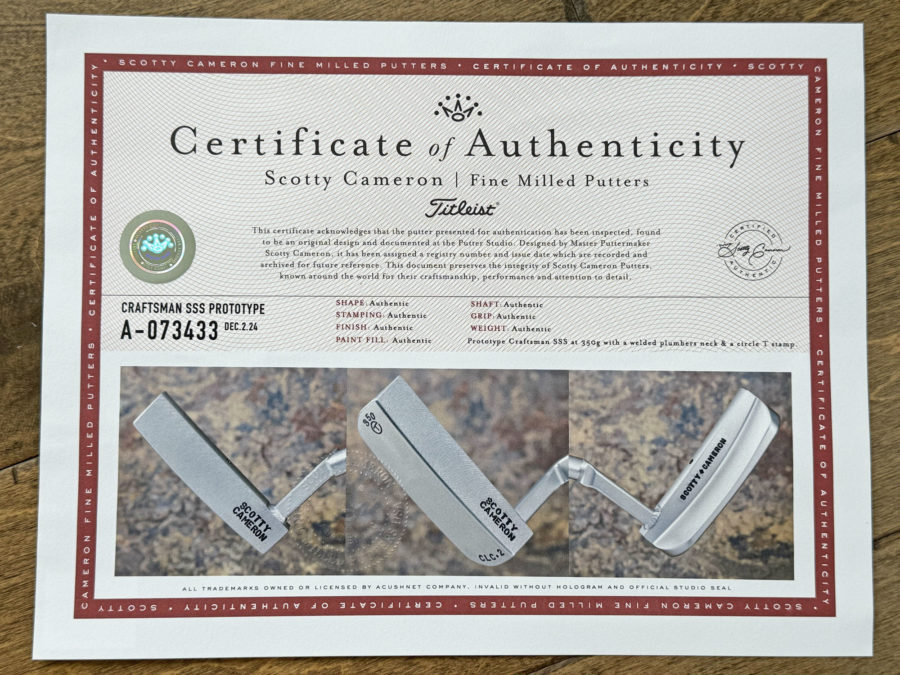 SCOTTY CAMERON FINE MILLED PUTTERS * CERTIFICATE OF AUTHENTICITY * SCOTTY
CAMERON FINE MILLED PUTTERS * CERTIFICATE OF AUTHENTICITY
CAMERON FINE MILLED PUTTERS * CERTIFICATE OF AUTHENTICITY *
Certificate of Authenticity
Scotty Cameron | Fine Milled Putters
Titleist®
This certificate acknowledges that the putter presented for authentication has been inspected, found
to be an original design and documented at the Putter Studio. Designed by Master Puttermaker
Scotty Cameron, it has been assigned a registry number and issue date which are recorded and
archived for future reference. This document preserves the integrity of Scotty Cameron Putters,
known around the world for their craftsmanship, performance and attention to detail.
CERTIFIED
Scotty Cameron
AUTHENTIC
CRAFTSMAN SSS PROTOTYPE
A-073433 DEC.2.24
SHAPE: Authentic
STAMPING: Authentic
FINISH: Authentic
PAINT FILL: Authentic
SHAFT: Authentic
GRIP: Authentic
WEIGHT: Authentic
Prototype Craftsman SSS at 350g with a welded plumbers neck & a circle T stamp.
SCOTTY
CAMERON
350
T
SCOTTY
CAMERON
CLC•2
SCOTTY CAMERON
ALL TRADEMARKS OWNED OR LICENSED BY ACUSHNET COMPANY. INVALID WITHOUT HOLOGRAM AND OFFICIAL STUDIO SEAL
SCOTTY CAMERON FINE MILLED PUTTERS * CERTIFICATE OF AUTHENTICITY * SCOTTY